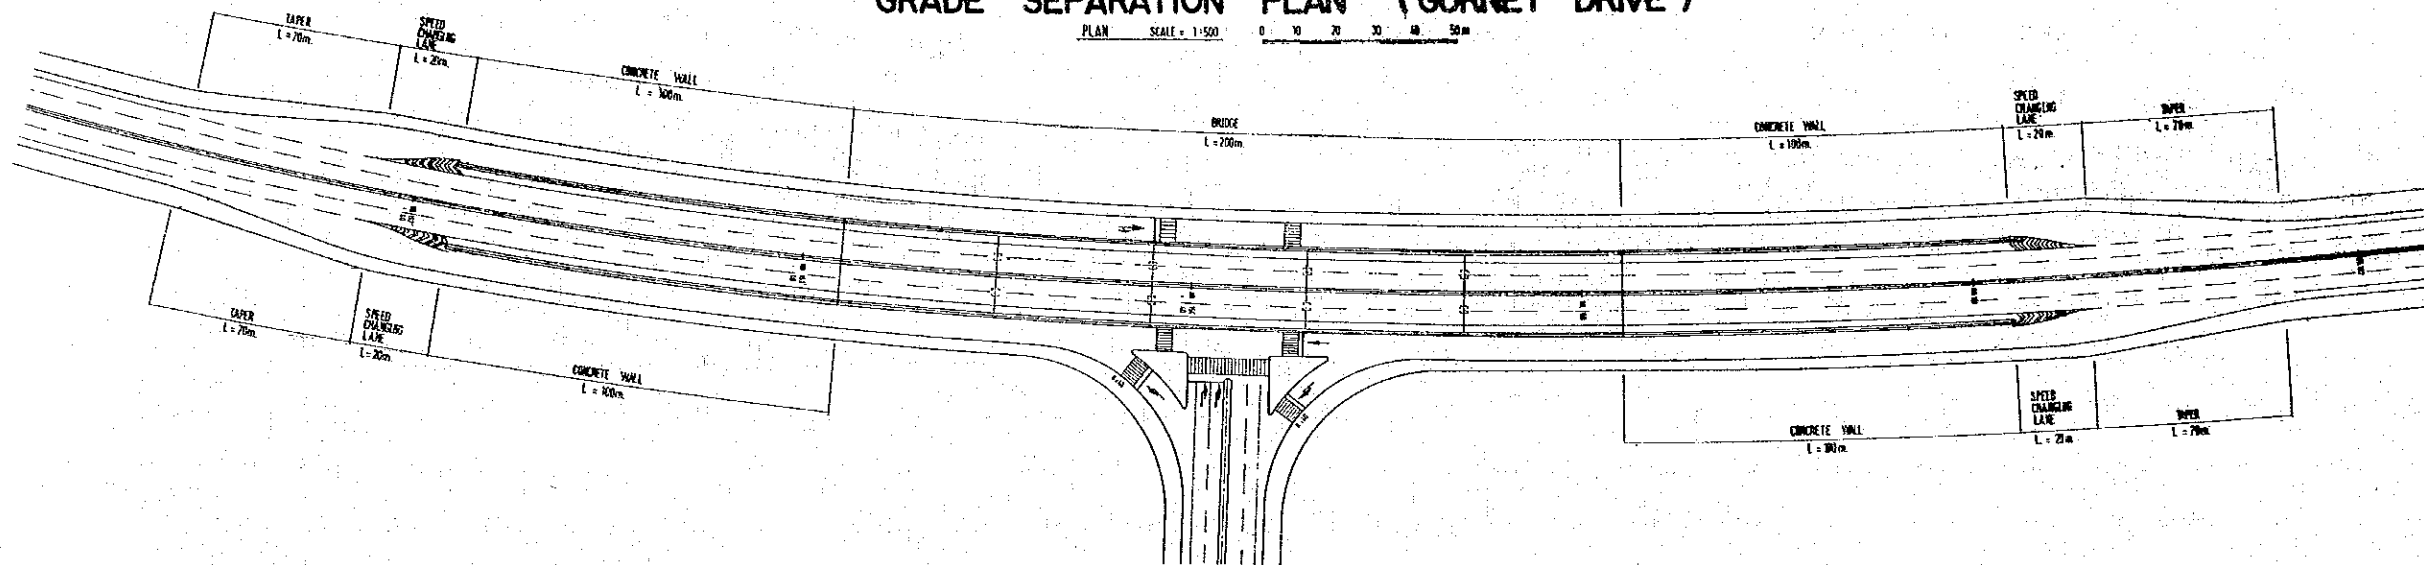 GRADE SEPARATION PLAN (GURNEY DRIVE)
PLAN SCALE = 1:500 0 10 20 30 40 50m
TAPER
L = 70m.
SPEED
CHANGING
LANE
L = 20m.
CONCRETE WALL
L = 100m.
BRIDGE
L = 200m.
CONCRETE WALL
L = 100m.
SPEED
CHANGING
LANE
L = 20m.
TAPER
L = 70m.
TAPER
L = 70m.
SPEED
CHANGING
LANE
L = 20m.
CONCRETE WALL
L = 100m.
CONCRETE WALL
L = 100m.
SPEED
CHANGING
LANE
L = 20m.
TAPER
L = 70m.